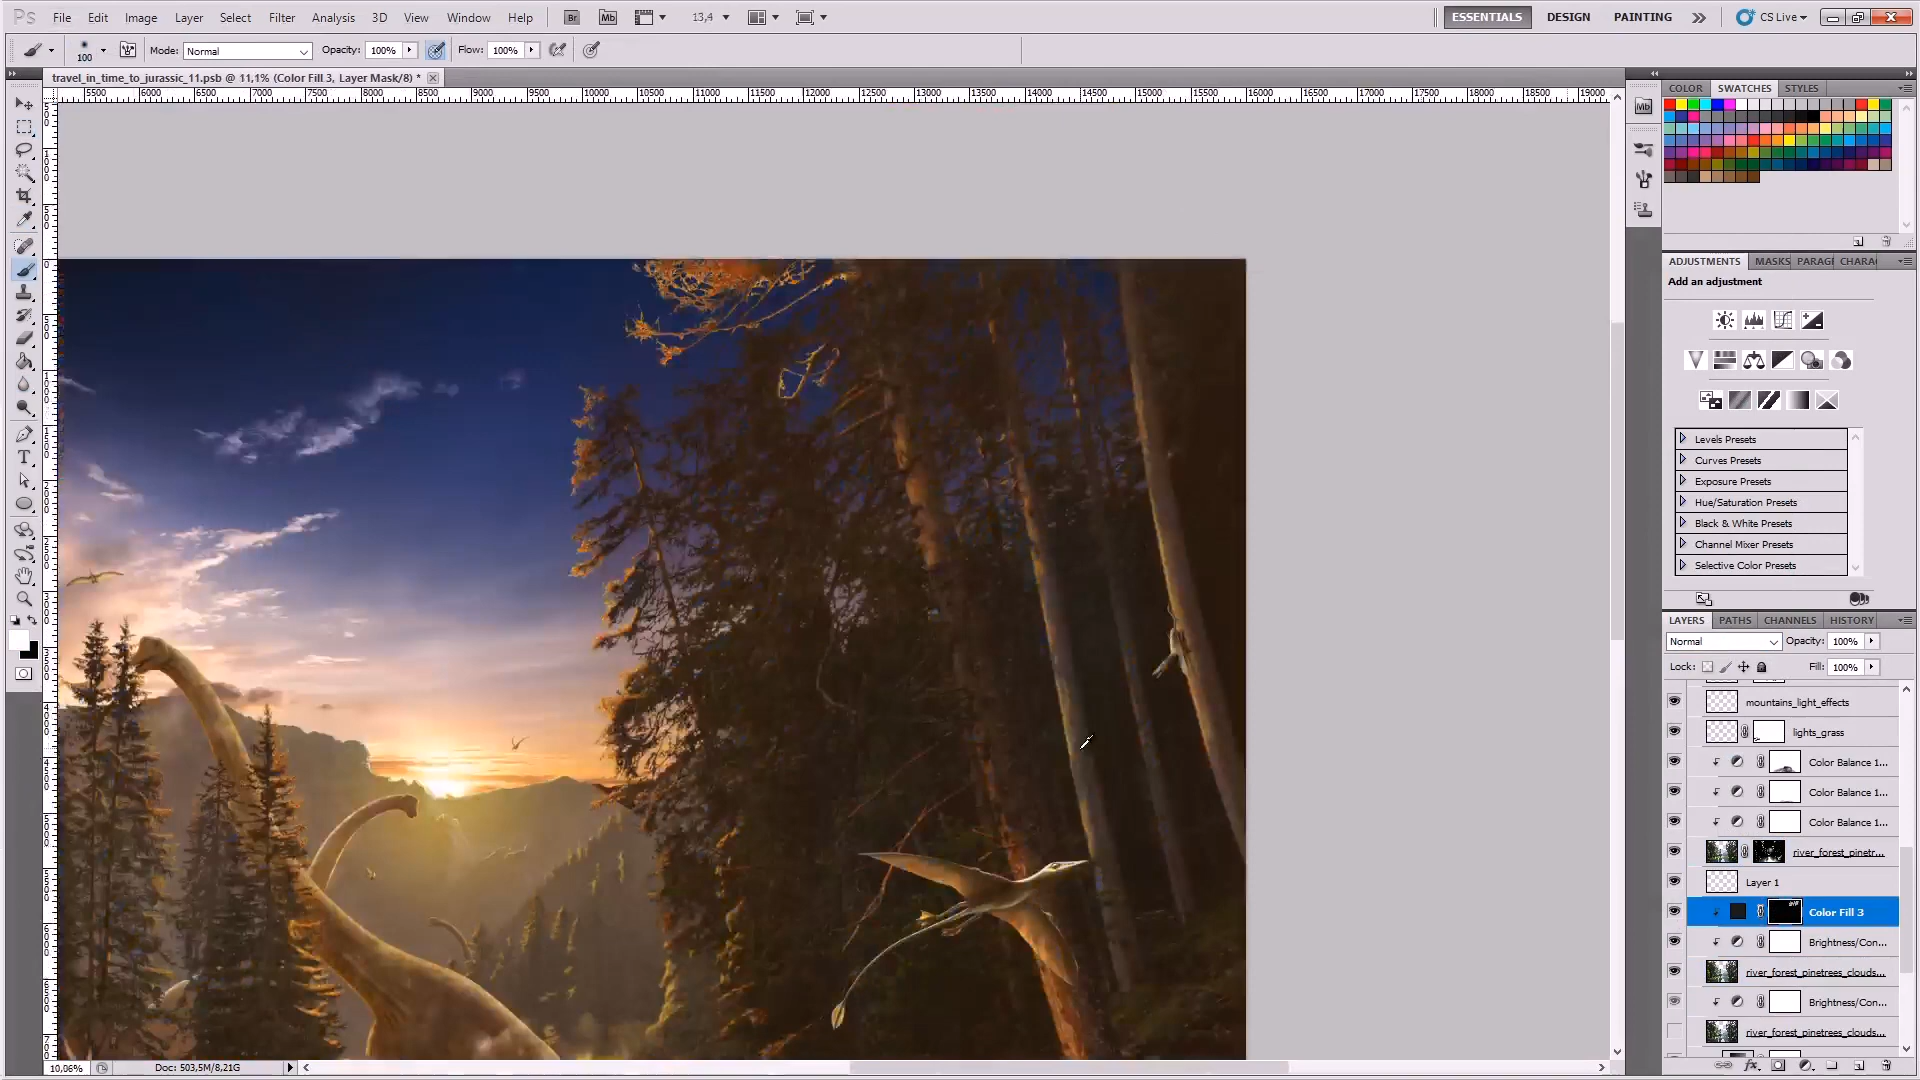 Ps File Edit Image Layer Select Filter Analysis 3D View Window Help Br Mb 13,4 ESSENTIALS DESIGN PAINTING CS Live
100 Mode: Normal Opacity: 100% Flow: 100%
travel_in_time_to_jurassic_11.psb @ 11,1% (Color Fill 3, Layer Mask/8) *
5500 6000 6500 7000 7500 8000 8500 9000 9500 10000 10500 11000 11500 12000 12500 13000 13500 14000 14500 15000 15500 16000 16500 17000 17500 18000 18500 19000
COLOR SWATCHES STYLES
Mb
ADJUSTMENTS MASKS PARAGI CHARA
Add an adjustment
Levels Presets
Curves Presets
Exposure Presets
Hue/Saturation Presets
Black & White Presets
Channel Mixer Presets
Selective Color Presets
LAYERS PATHS CHANNELS HISTORY
Normal Opacity: 100%
Lock: Fill: 100%
mountains_light_effects
lights_grass
Color Balance 1...
Color Balance 1...
Color Balance 1...
river_forest_pinetr...
Layer 1
Color Fill 3
Brightness/Con...
river_forest_pinetrees_clouds...
Brightness/Con...
river_forest_pinetrees_clouds...
10,06% Doc: 503,5M/8,21G